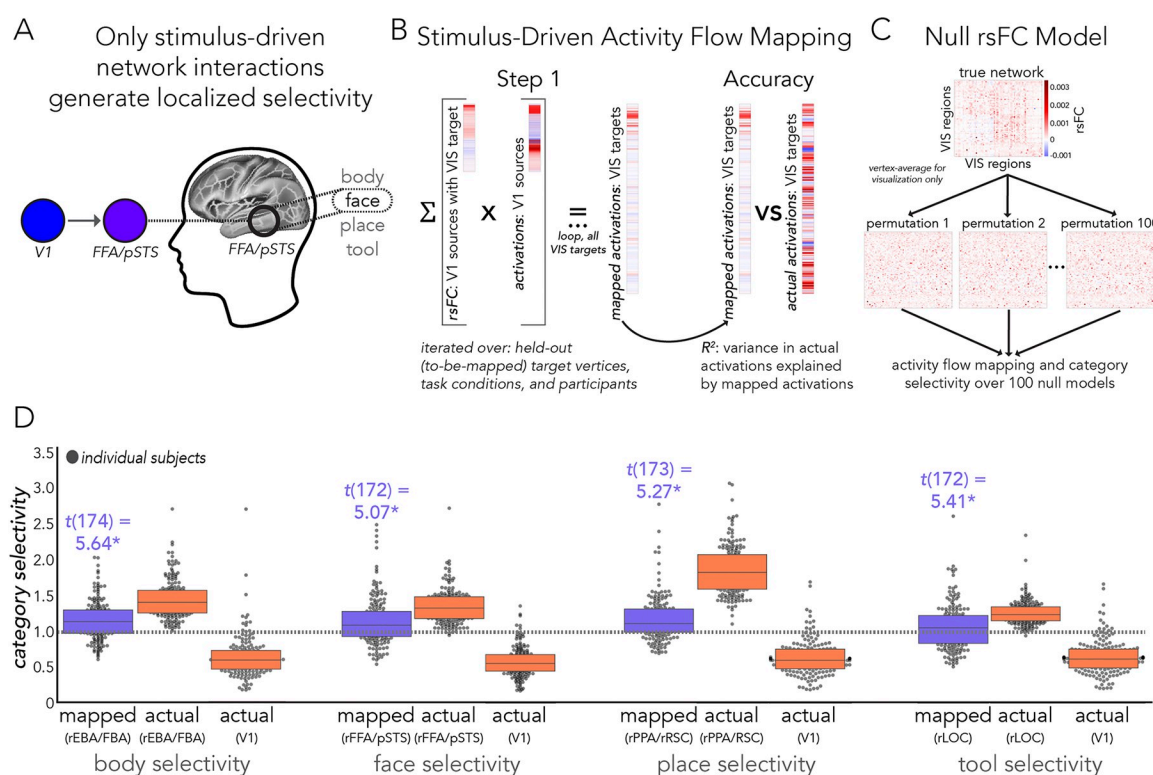 A
Only stimulus-driven
network interactions
generate localized selectivity
V1
FFA/pSTS
FFA/pSTS
body
face
place
tool
B
Stimulus-Driven Activity Flow Mapping
Step 1
Accuracy
Σ
rsFC: V1 sources with VIS target
x
activations: V1 sources
=
...
loop, all
VIS targets
mapped activations: VIS targets
mapped activations: VIS targets
vs
actual activations: VIS targets
iterated over: held-out
(to-be-mapped) target vertices,
task conditions, and participants
R²: variance in actual
activations explained
by mapped activations
C
Null rsFC Model
true network
VIS regions
VIS regions
0.003
0.002
0.001
-0.001
rsFC
vertex-average for
visualization only
permutation 1
permutation 2
permutation 100
...
activity flow mapping and category
selectivity over 100 null models
D
category selectivity
3.5
3.0
2.5
2.0
1.5
1.0
0.5
0
individual subjects
t(174) =
5.64*
t(172) =
5.07*
t(173) =
5.27*
t(172) =
5.41*
mapped actual actual
(rEBA/FBA) (rEBA/FBA) (V1)
body selectivity
mapped actual actual
(rFFA/pSTS) (rFFA/pSTS) (V1)
face selectivity
mapped actual actual
(rPPA/rRSC) (rPPA/RSC) (V1)
place selectivity
mapped actual actual
(rLOC) (rLOC) (V1)
tool selectivity